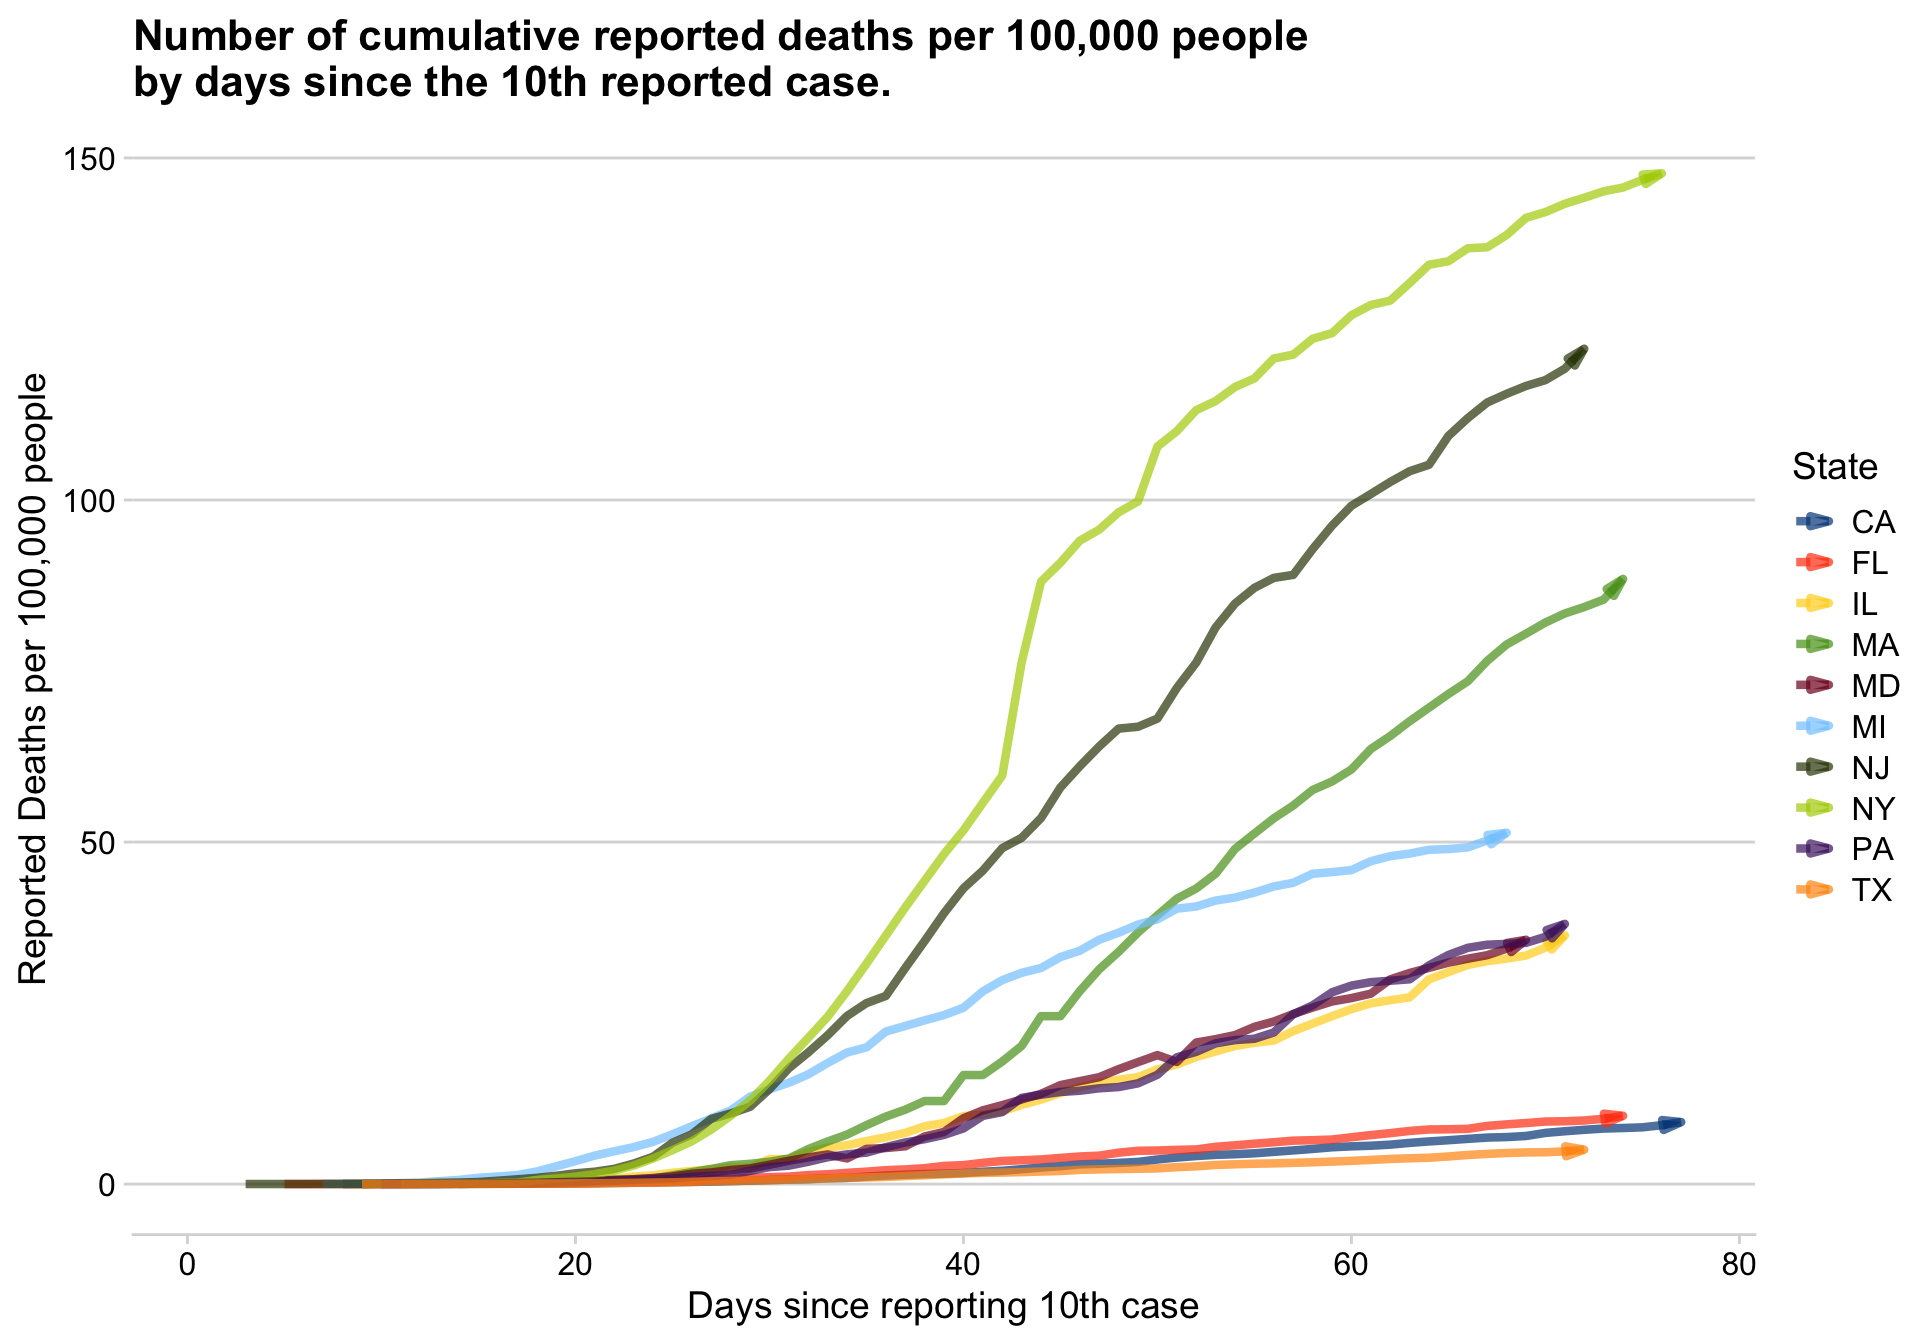 Number of cumulative reported deaths per 100,000 people
by days since the 10th reported case.
Reported Deaths per 100,000 people
150
100
50
0
0
20
40
60
80
Days since reporting 10th case
State
CA
FL
IL
MA
MD
MI
NJ
NY
PA
TX